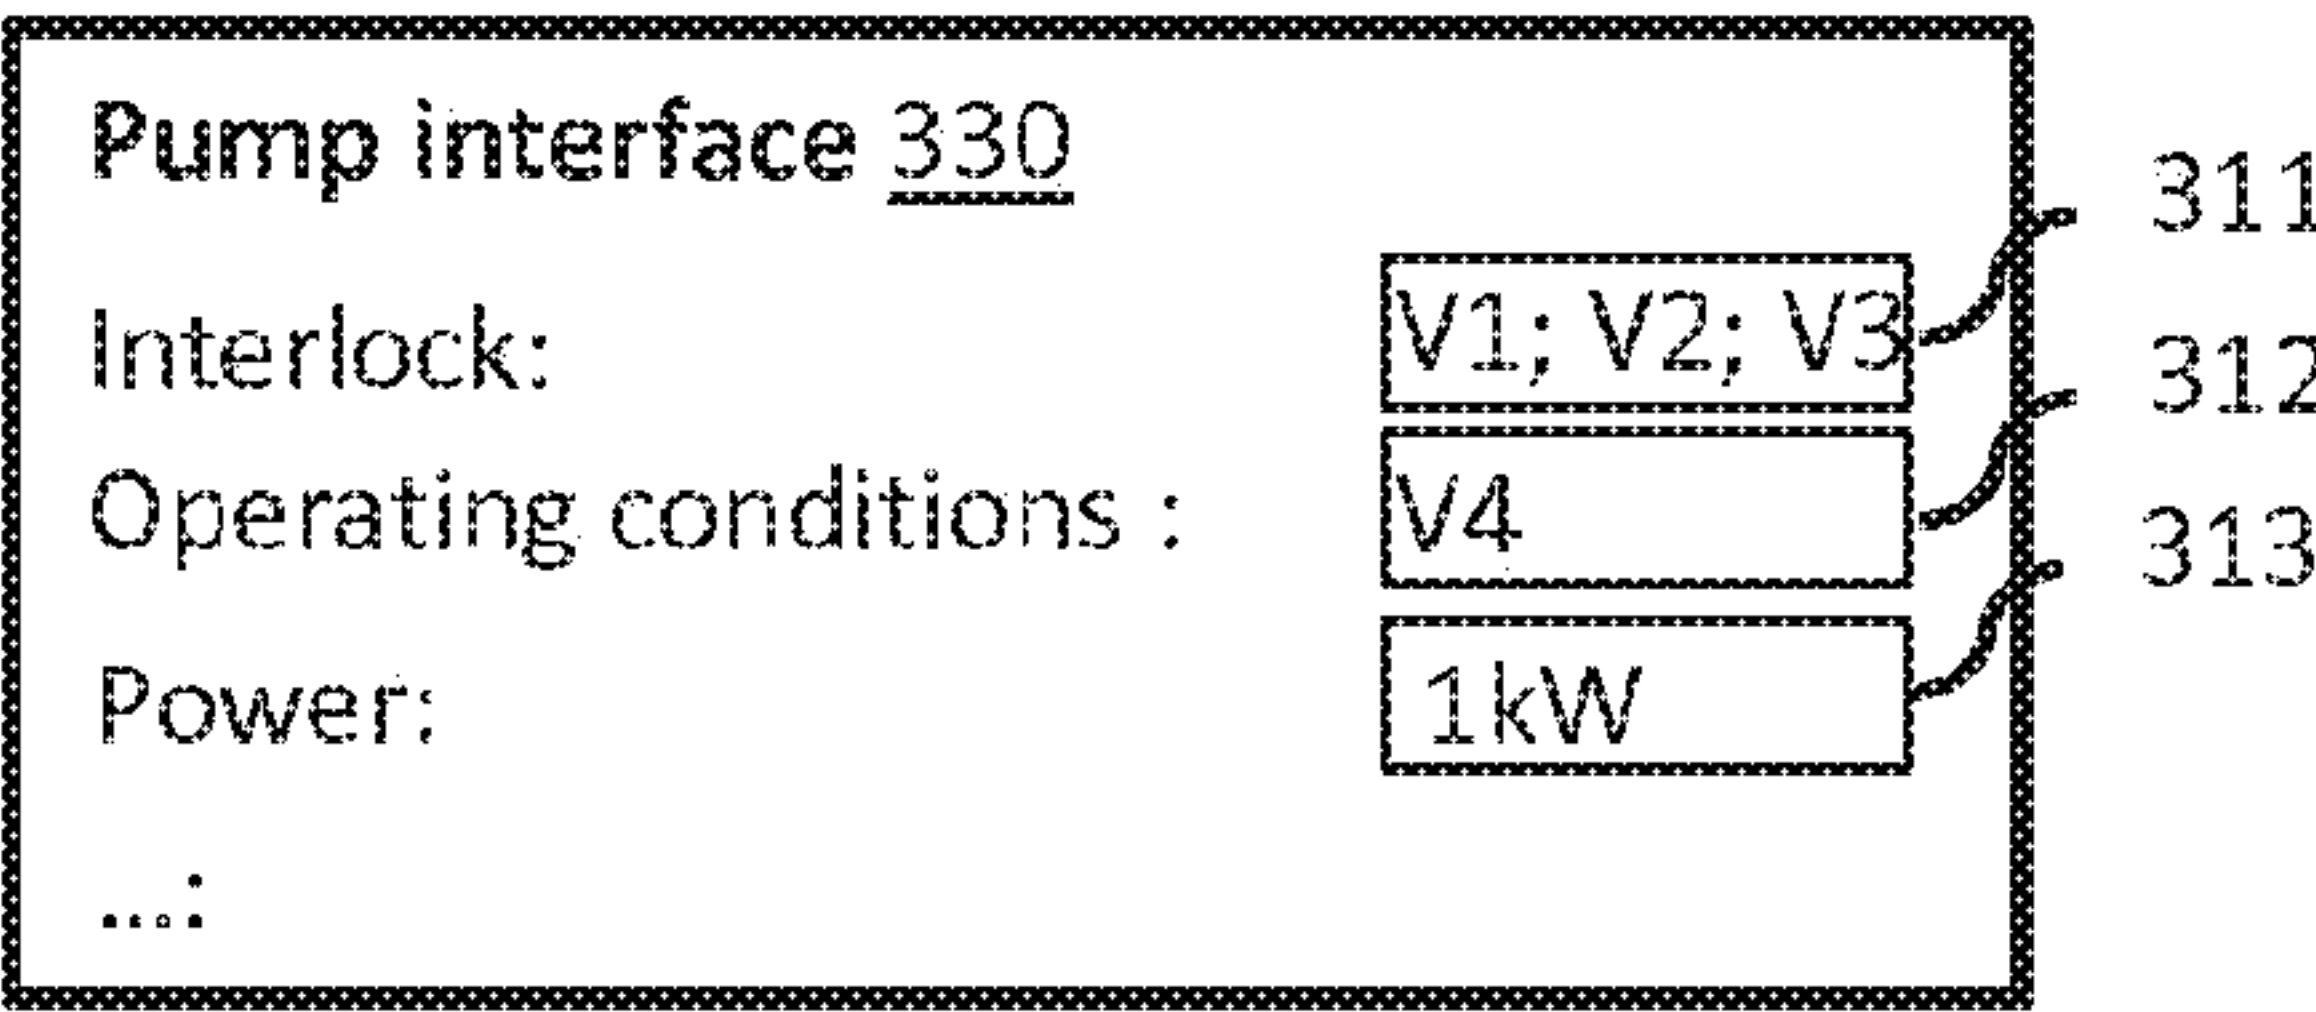 Pump interface 330
311
Interlock: V1; V2; V3
312
Operating conditions : V4
313
Power: 1kW
...: